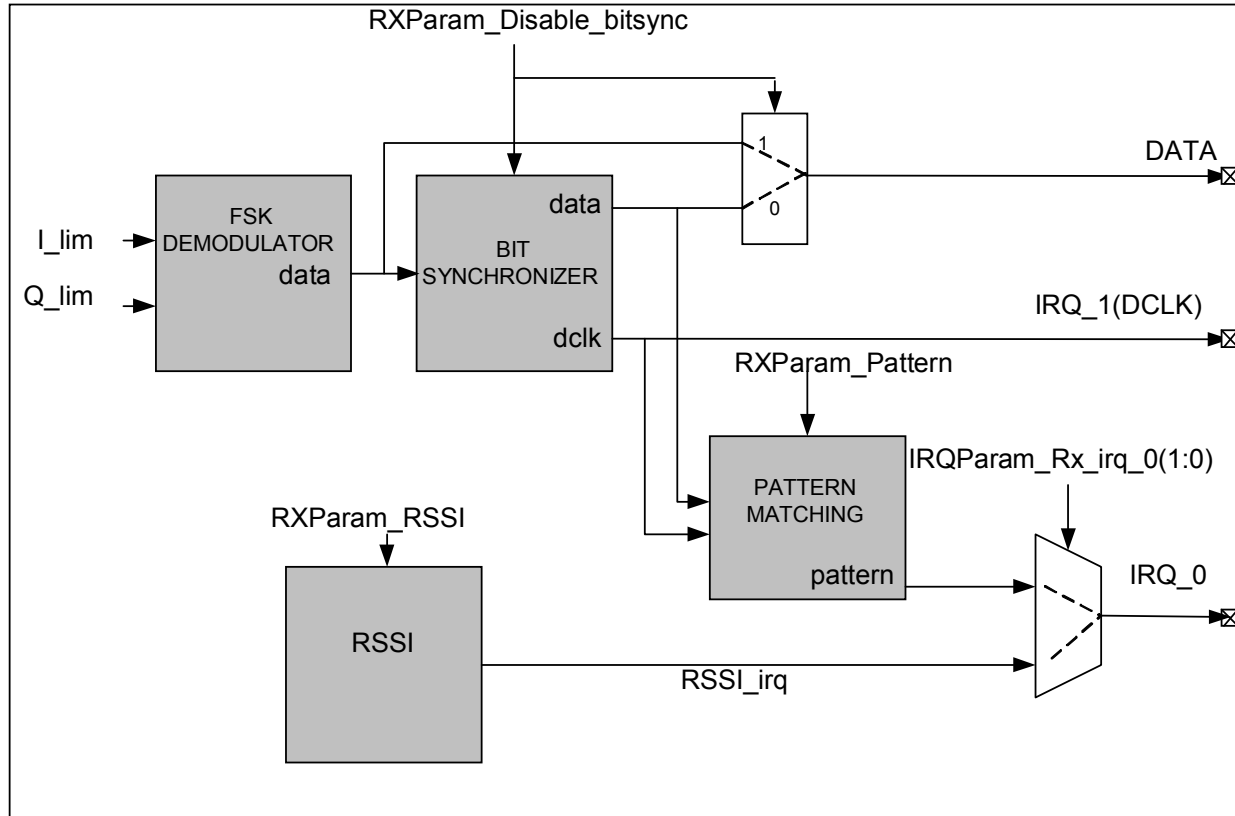 RXParam_Disable_bitsync
1
DATA
FSK
DEMODULATOR
data
I_lim
Q_lim
data
0
BIT
SYNCHRONIZER
dclk
IRQ_1(DCLK)
RXParam_Pattern
IRQParam_Rx_irq_0(1:0)
PATTERN
MATCHING
pattern
RXParam_RSSI
IRQ_0
RSSI
RSSI_irq